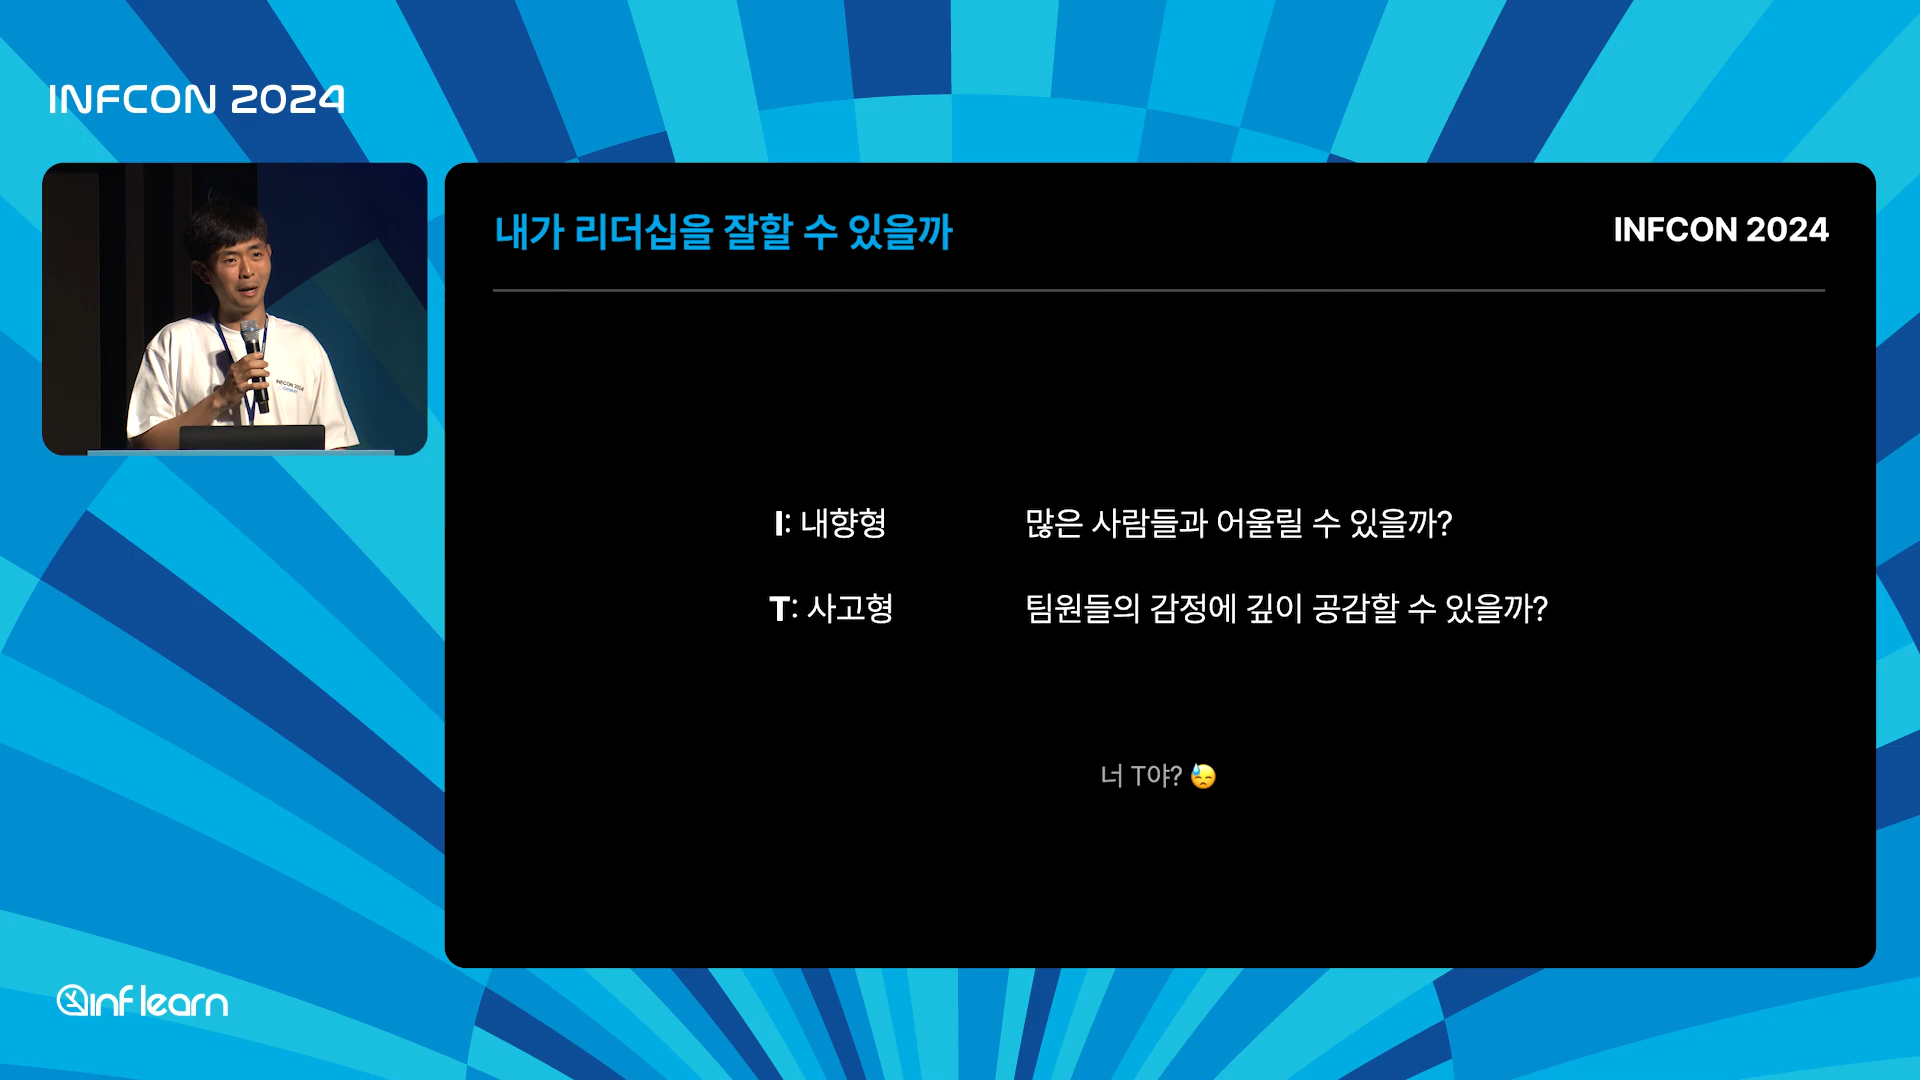 INFCON 2024
내가 리더십을 잘할 수 있을까
INFCON 2024
I: 내향형
많은 사람들과 어울릴 수 있을까?
T: 사고형
팀원들의 감정에 깊이 공감할 수 있을까?
너 T야? 😓
INFCON 2024
inflearn